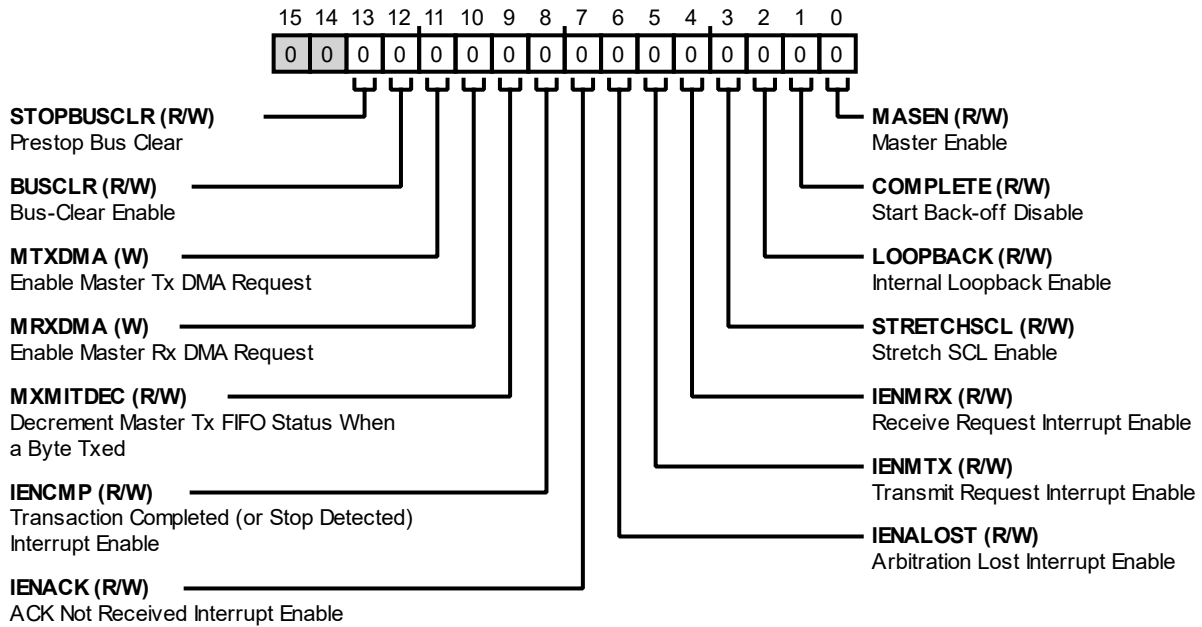 15 14 13 12 11 10 9 8 7 6 5 4 3 2 1 0
0 0 0 0 0 0 0 0 0 0 0 0 0 0 0 0
STOPBUSCLR (R/W)
Prestop Bus Clear
BUSCLR (R/W)
Bus-Clear Enable
MTXDMA (W)
Enable Master Tx DMA Request
MRXDMA (W)
Enable Master Rx DMA Request
MXMITDEC (R/W)
Decrement Master Tx FIFO Status When
a Byte Txed
IENCMP (R/W)
Transaction Completed (or Stop Detected)
Interrupt Enable
IENACK (R/W)
ACK Not Received Interrupt Enable
MASEN (R/W)
Master Enable
COMPLETE (R/W)
Start Back-off Disable
LOOPBACK (R/W)
Internal Loopback Enable
STRETCHSCL (R/W)
Stretch SCL Enable
IENMRX (R/W)
Receive Request Interrupt Enable
IENMTX (R/W)
Transmit Request Interrupt Enable
IENALOST (R/W)
Arbitration Lost Interrupt Enable